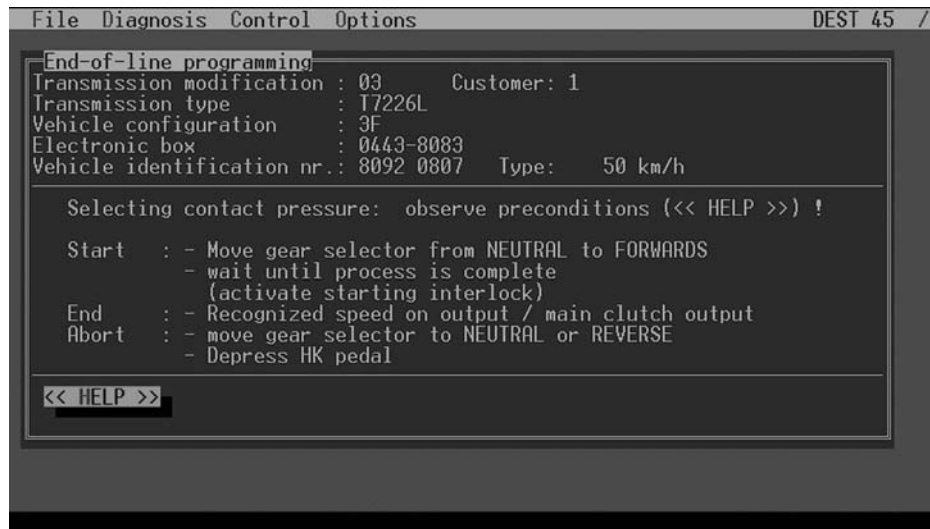 File Diagnosis Control Options DEST 45 /
End-of-line programming
Transmission modification : 03 Customer: 1
Transmission type : T7226L
Vehicle configuration : 3F
Electronic box : 0443-8083
Vehicle identification nr.: 8092 0807 Type: 50 km/h
Selecting contact pressure: observe preconditions (<< HELP >>) !
Start : - Move gear selector from NEUTRAL to FORWARDS
- wait until process is complete
(activate starting interlock)
End : - Recognized speed on output / main clutch output
Abort : - move gear selector to NEUTRAL or REVERSE
- Depress HK pedal
<< HELP >>